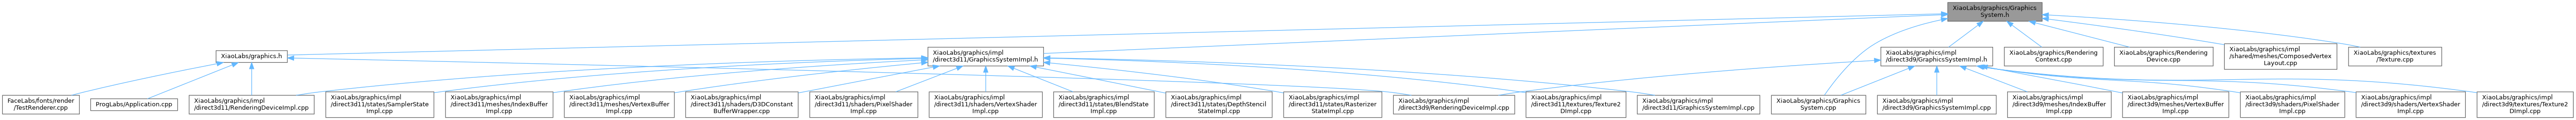 XiaoLabs/graphics/Graphics
System.h
XiaoLabs/graphics.h
XiaoLabs/graphics/impl
/direct3d11/GraphicsSystemImpl.h
XiaoLabs/graphics/impl
/direct3d9/GraphicsSystemImpl.h
XiaoLabs/graphics/Rendering
Context.cpp
XiaoLabs/graphics/Rendering
Device.cpp
XiaoLabs/graphics/impl
/shared/meshes/ComposedVertex
Layout.cpp
XiaoLabs/graphics/textures
/Texture.cpp
FaceLabs/fonts/render
/TestRenderer.cpp
ProgLabs/Application.cpp
XiaoLabs/graphics/impl
/direct3d11/RenderingDeviceImpl.cpp
XiaoLabs/graphics/impl
/direct3d11/states/SamplerState
Impl.cpp
XiaoLabs/graphics/impl
/direct3d11/meshes/IndexBuffer
Impl.cpp
XiaoLabs/graphics/impl
/direct3d11/meshes/VertexBuffer
Impl.cpp
XiaoLabs/graphics/impl
/direct3d11/shaders/D3DConstant
BufferWrapper.cpp
XiaoLabs/graphics/impl
/direct3d11/shaders/PixelShader
Impl.cpp
XiaoLabs/graphics/impl
/direct3d11/shaders/VertexShader
Impl.cpp
XiaoLabs/graphics/impl
/direct3d11/states/BlendState
Impl.cpp
XiaoLabs/graphics/impl
/direct3d11/states/DepthStencil
StateImpl.cpp
XiaoLabs/graphics/impl
/direct3d11/states/Rasterizer
StateImpl.cpp
XiaoLabs/graphics/impl
/direct3d9/RenderingDeviceImpl.cpp
XiaoLabs/graphics/impl
/direct3d11/textures/Texture2
DImpl.cpp
XiaoLabs/graphics/impl
/direct3d11/GraphicsSystemImpl.cpp
XiaoLabs/graphics/Graphics
System.cpp
XiaoLabs/graphics/impl
/direct3d9/GraphicsSystemImpl.cpp
XiaoLabs/graphics/impl
/direct3d9/meshes/IndexBuffer
Impl.cpp
XiaoLabs/graphics/impl
/direct3d9/meshes/VertexBuffer
Impl.cpp
XiaoLabs/graphics/impl
/direct3d9/shaders/PixelShader
Impl.cpp
XiaoLabs/graphics/impl
/direct3d9/shaders/VertexShader
Impl.cpp
XiaoLabs/graphics/impl
/direct3d9/textures/Texture2
DImpl.cpp